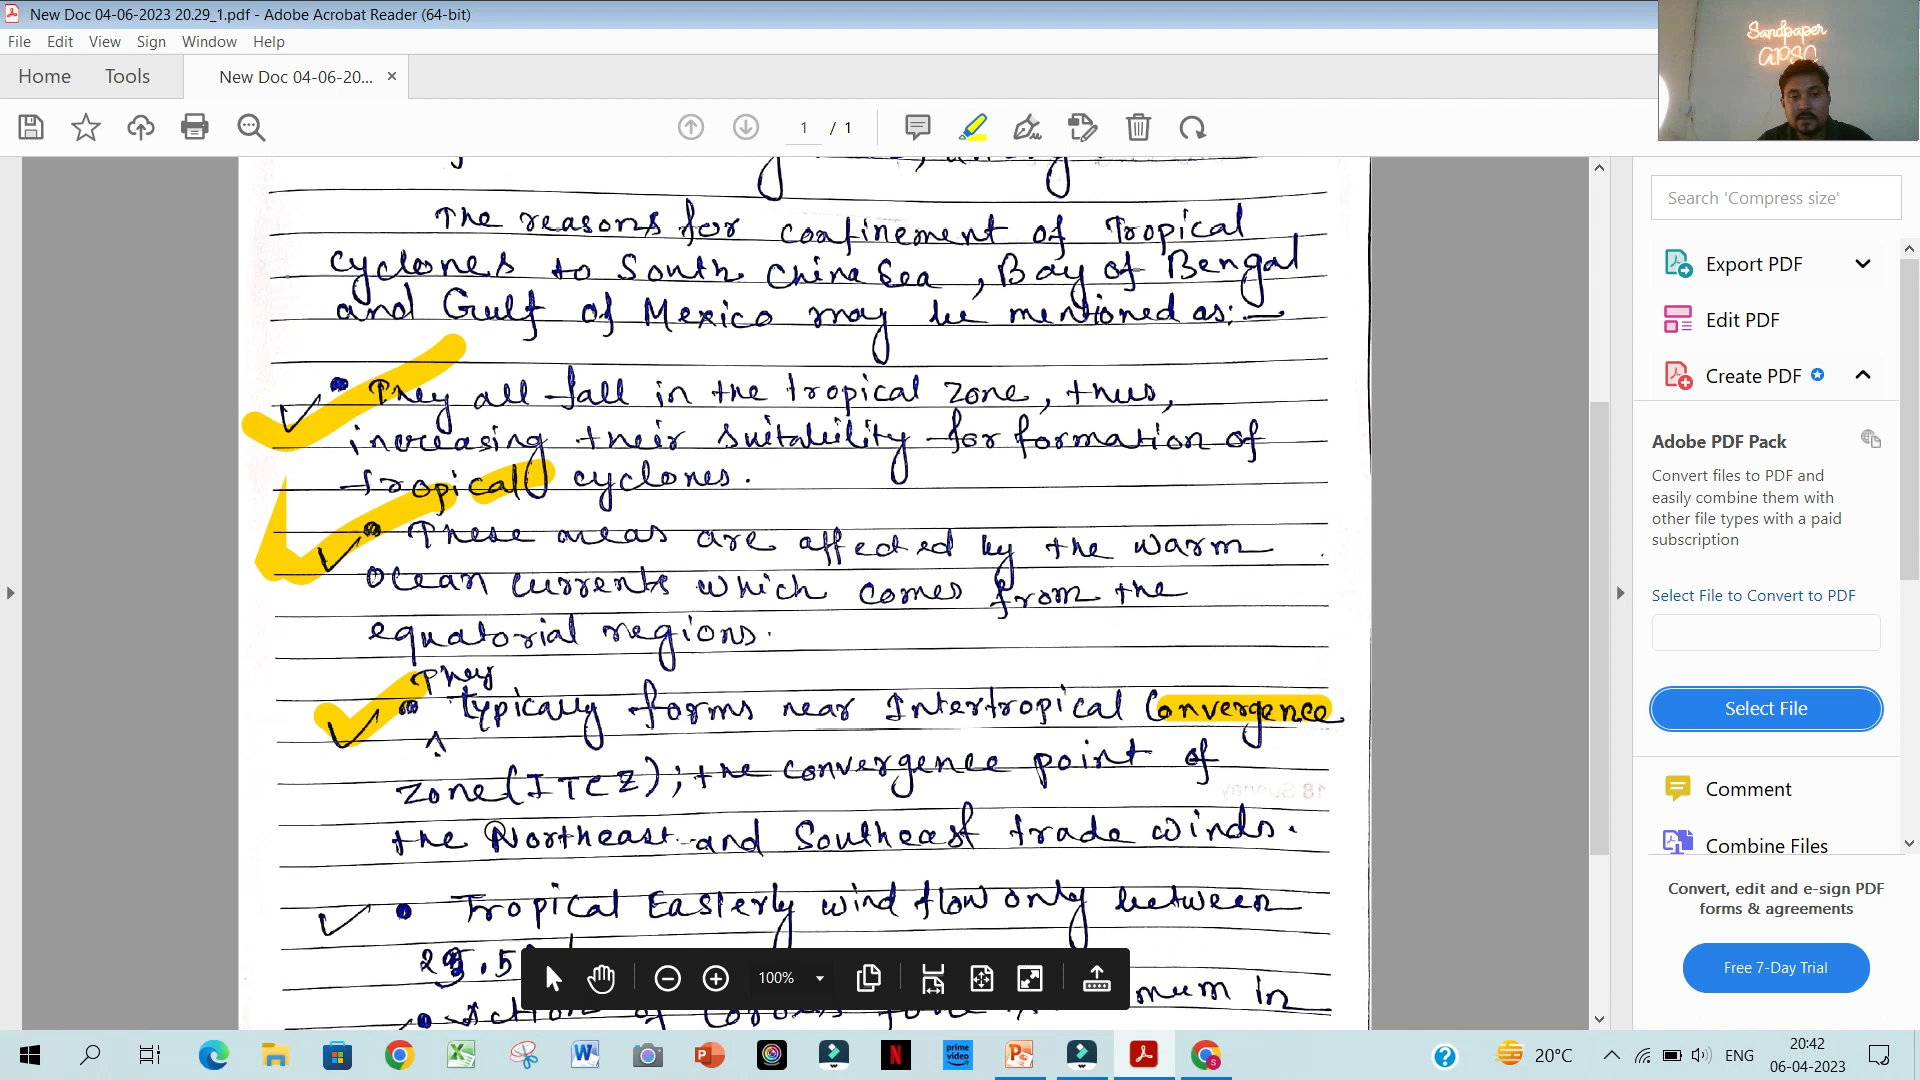 New Doc 04-06-2023 20.29_1.pdf - Adobe Acrobat Reader (64-bit)
File Edit View Sign Window Help
Home Tools New Doc 04-06-20... ×
1 / 1
Sandpaper
APSC
The reasons for confinement of Tropical
cyclones to South China Sea, Bay of Bengal
and Gulf of Mexico may be mentioned as:—
• They all fall in the tropical zone, thus,
increasing their suitability for formation of
tropical cyclones.
• These areas are affected by the warm
ocean currents which comes from the
equatorial regions.
They
• typically forms near Intertropical Convergence
Zone (ITCZ); the convergence point of
the Northeast and Southeast trade winds.
• Tropical Easterly wind flow only between
mum in
100%
Search 'Compress size'
Export PDF
Edit PDF
Create PDF
Adobe PDF Pack
Convert files to PDF and
easily combine them with
other file types with a paid
subscription
Select File to Convert to PDF
Select File
Comment
Combine Files
Convert, edit and e-sign PDF
forms & agreements
Free 7-Day Trial
20°C
ENG
20:42
06-04-2023